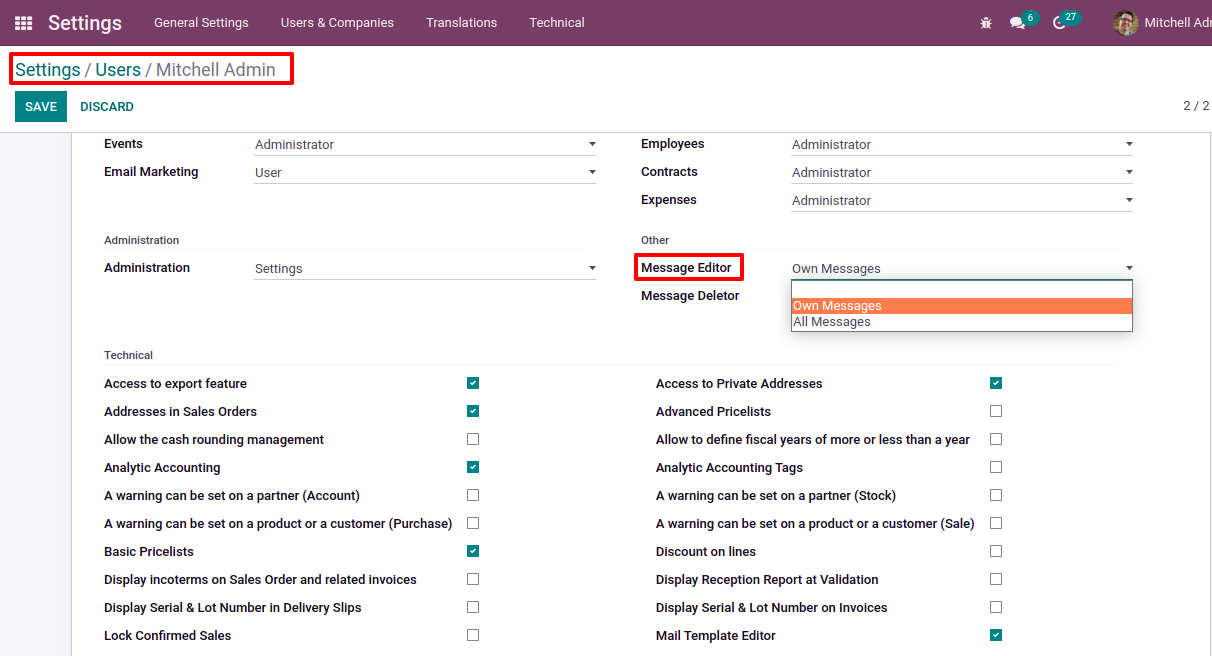 Settings General Settings Users & Companies Translations Technical 6 27 Mitchell Adr
Settings / Users / Mitchell Admin
SAVE DISCARD 2 / 2
Events Administrator Employees Administrator
Email Marketing User Contracts Administrator
Expenses Administrator
Administration Other
Administration Settings Message Editor Own Messages
Message Deletor
Own Messages
All Messages
Technical
Access to export feature Access to Private Addresses
Addresses in Sales Orders Advanced Pricelists
Allow the cash rounding management Allow to define fiscal years of more or less than a year
Analytic Accounting Analytic Accounting Tags
A warning can be set on a partner (Account) A warning can be set on a partner (Stock)
A warning can be set on a product or a customer (Purchase) A warning can be set on a product or a customer (Sale)
Basic Pricelists Discount on lines
Display incoterms on Sales Order and related invoices Display Reception Report at Validation
Display Serial & Lot Number in Delivery Slips Display Serial & Lot Number on Invoices
Lock Confirmed Sales Mail Template Editor